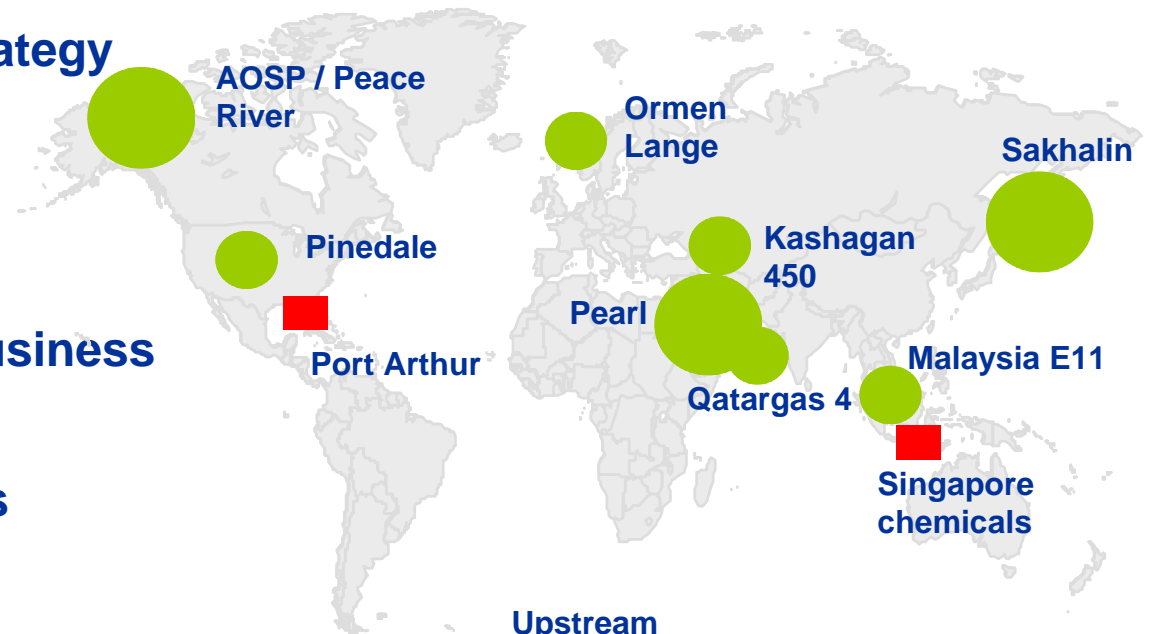 ategy
AOSP / Peace
River
Ormen
Lange
Sakhalin
Pinedale
Kashagan
450
Pearl
usiness
Port Arthur
Malaysia E11
Qatargas 4
s
Singapore
chemicals
Upstream